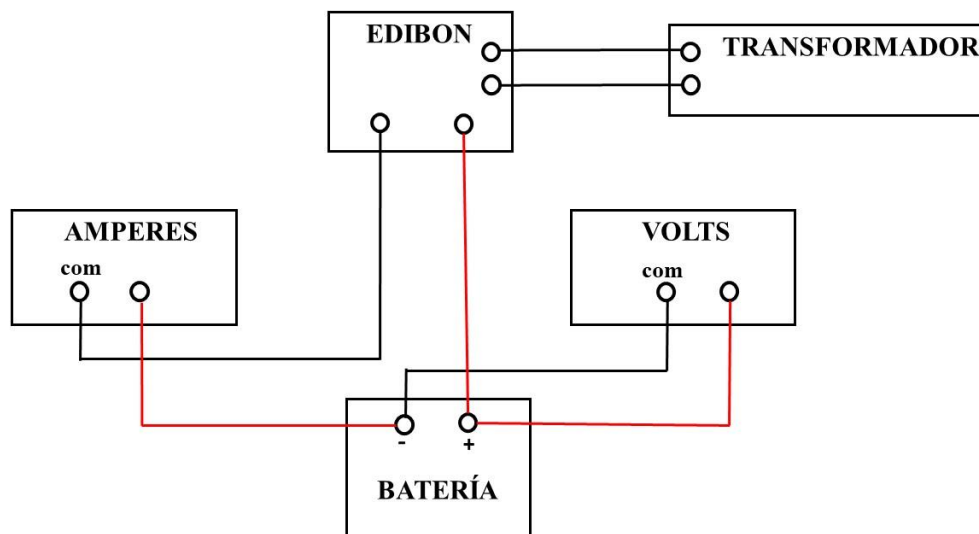 EDIBON
TRANSFORMADOR
AMPERES
com
VOLTS
com
- +
BATERÍA